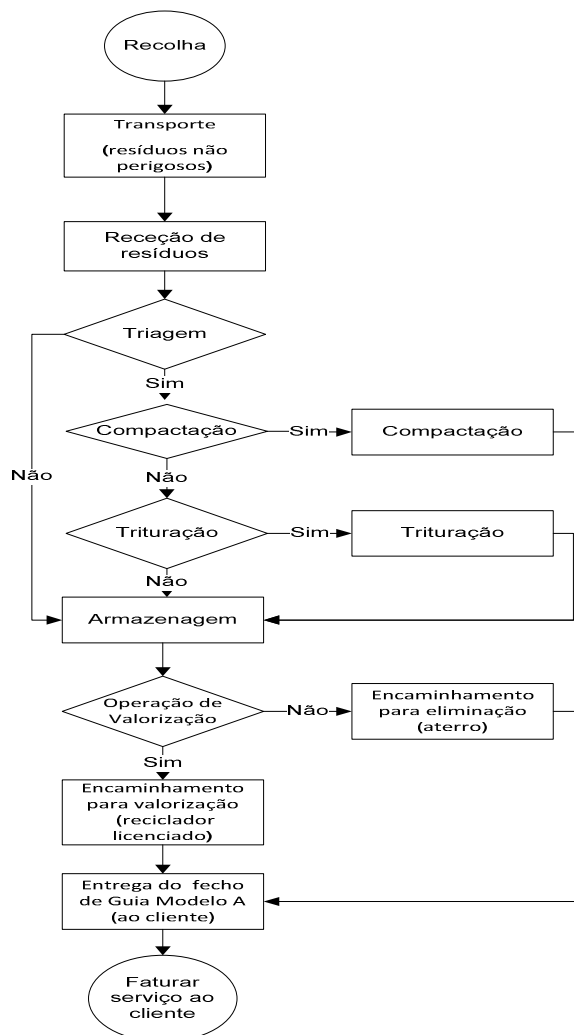 Recolha
Transporte
(resíduos não
perigosos)
Receção de
resíduos
Triagem
Sim
Compactação
Sim
Compactação
Não
Não
Trituração
Sim
Trituração
Não
Armazenagem
Operação de
Valorização
Não
Encaminhamento
para eliminação
(aterro)
Sim
Encaminhamento
para valorização
(reciclador
licenciado)
Entrega do fecho
de Guia Modelo A
(ao cliente)
Faturar
serviço ao
cliente